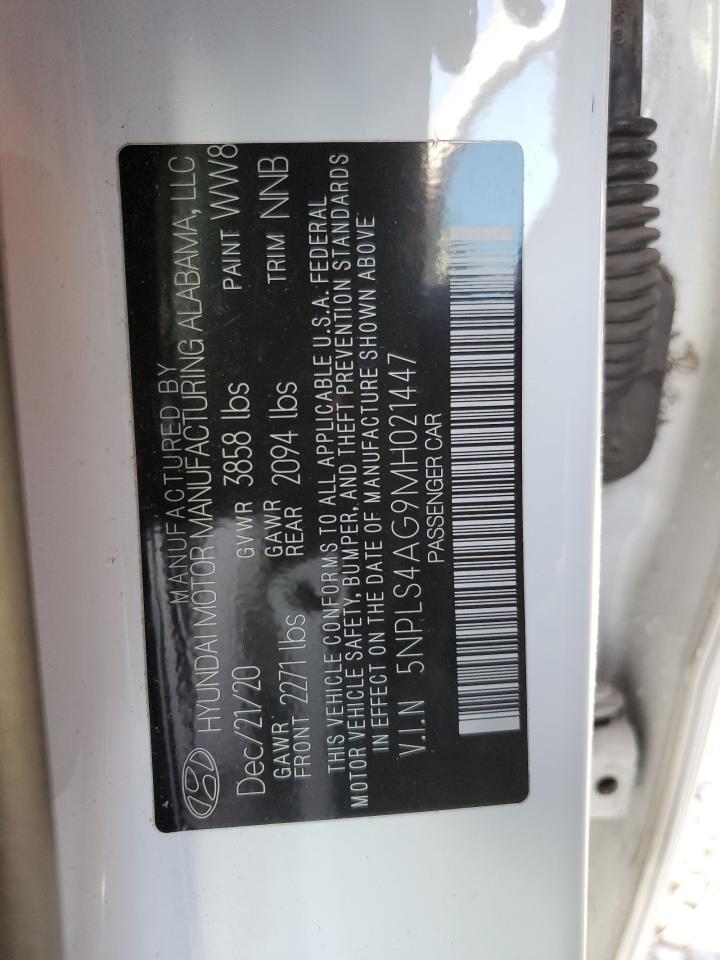 MANUFACTURED BY
HYUNDAI MOTOR MANUFACTURING ALABAMA, LLC
Dec/21/20 GVWR 3858 lbs PAINT WW8
GAWR FRONT 2271 lbs GAWR REAR 2094 lbs TRIM NNB
THIS VEHICLE CONFORMS TO ALL APPLICABLE U.S.A. FEDERAL
MOTOR VEHICLE SAFETY, BUMPER, AND THEFT PREVENTION STANDARDS
IN EFFECT ON THE DATE OF MANUFACTURE SHOWN ABOVE
V.I.N 5NPLS4AG9MH021447
PASSENGER CAR